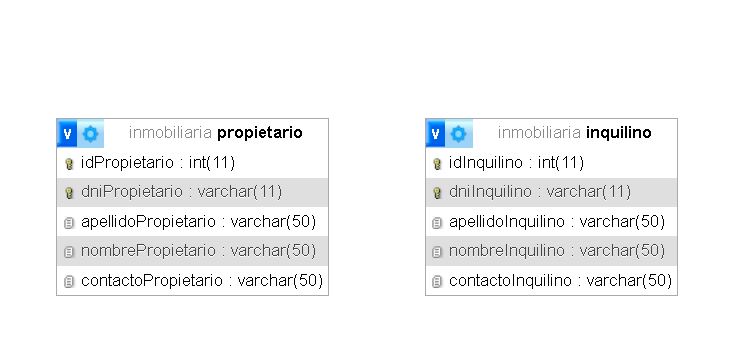 v inmobiliaria propietario
idPropietario : int(11)
dniPropietario : varchar(11)
apellidoPropietario : varchar(50)
nombrePropietario : varchar(50)
contactoPropietario : varchar(50)
v inmobiliaria inquilino
idInquilino : int(11)
dniInquilino : varchar(11)
apellidoInquilino : varchar(50)
nombreInquilino : varchar(50)
contactoInquilino : varchar(50)